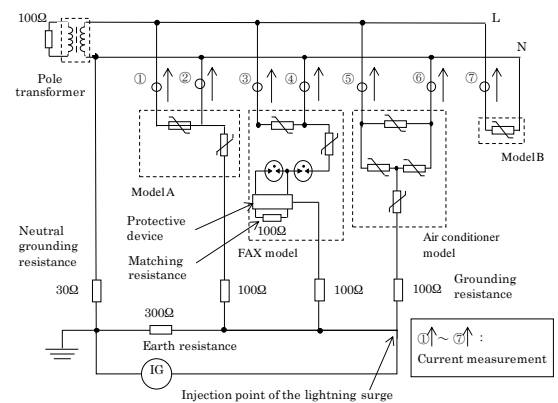 100Ω
L
N
Pole
transformer
① ② ③ ④ ⑤ ⑥ ⑦
Model A
Model B
Protective
device
Matching
resistance
100Ω
FAX model
Air conditioner
model
Neutral
grounding
resistance
30Ω
100Ω
100Ω
100Ω
Grounding
resistance
300Ω
Earth resistance
IG
Injection point of the lightning surge
① ～ ⑦ :
Current measurement